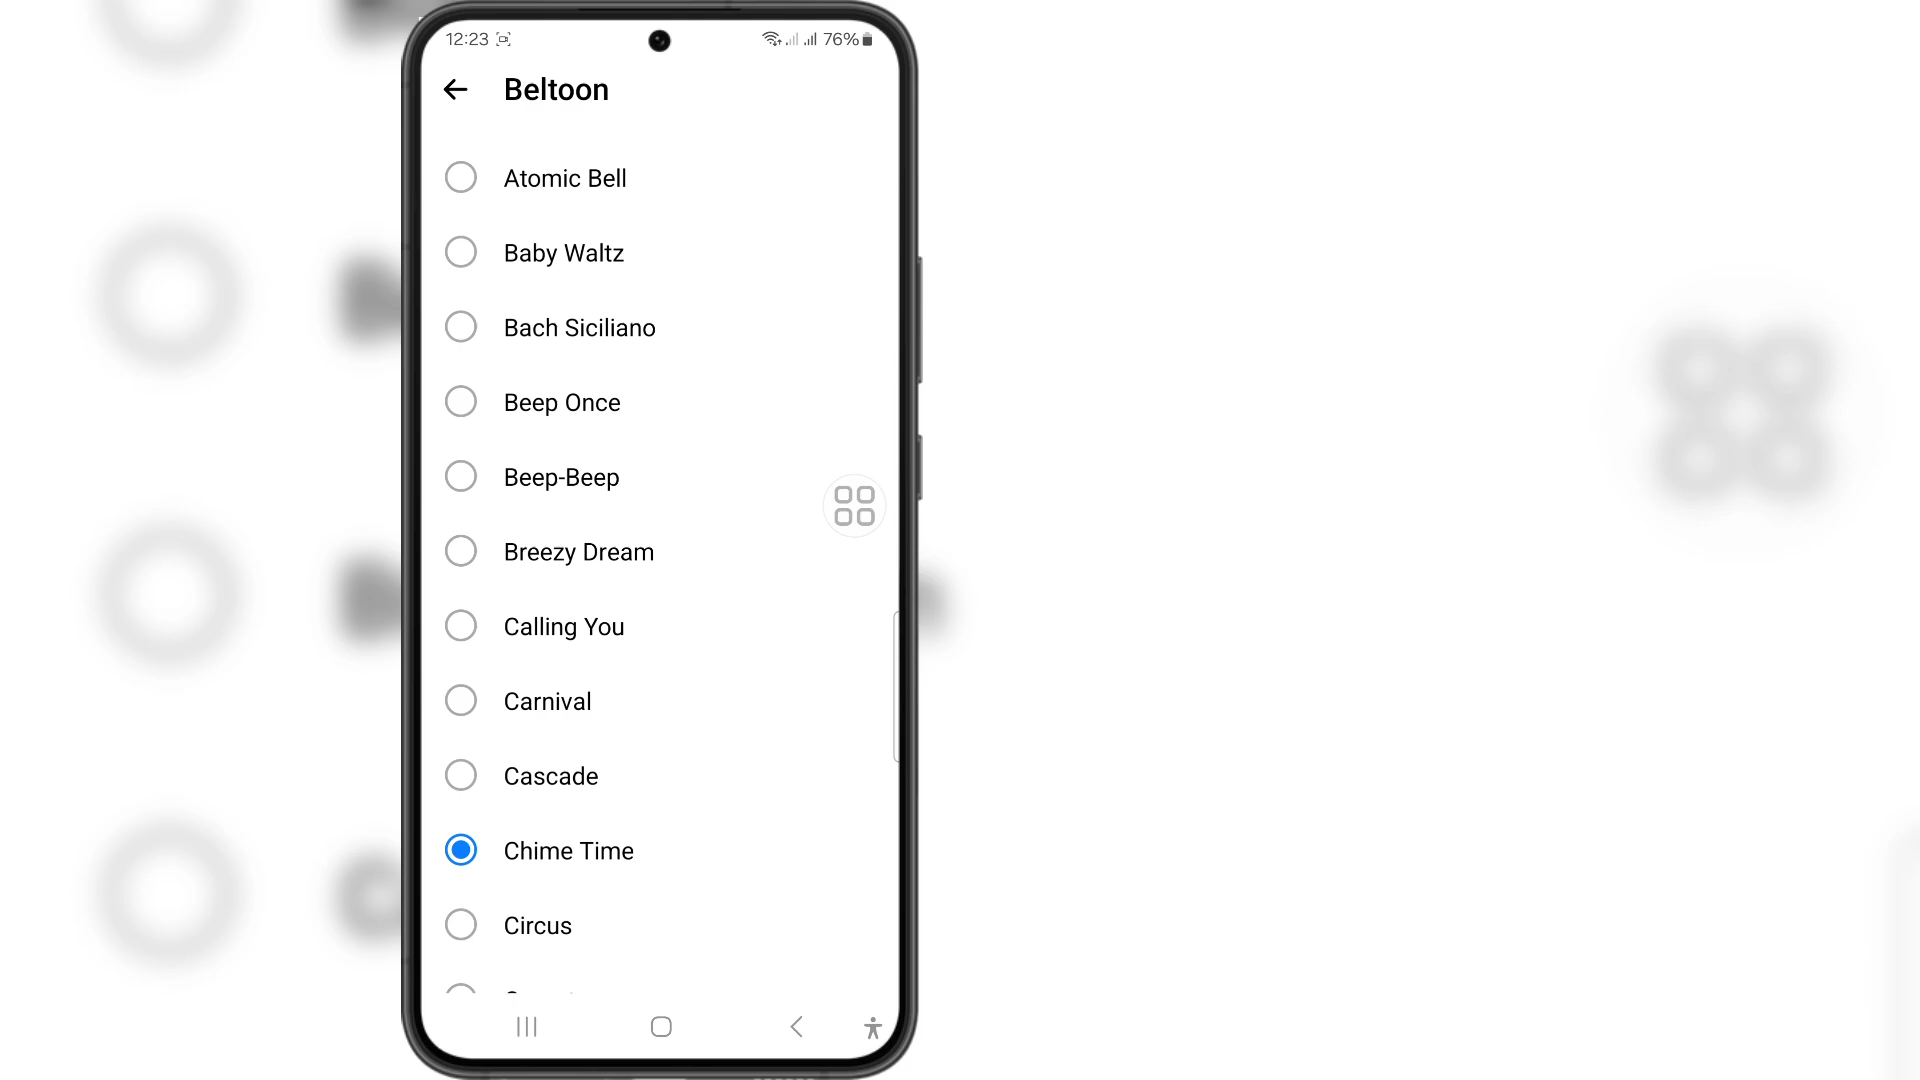 12:23
76%
Beltoon
Atomic Bell
Baby Waltz
Bach Siciliano
Beep Once
Beep-Beep
Breezy Dream
Calling You
Carnival
Cascade
Chime Time
Circus